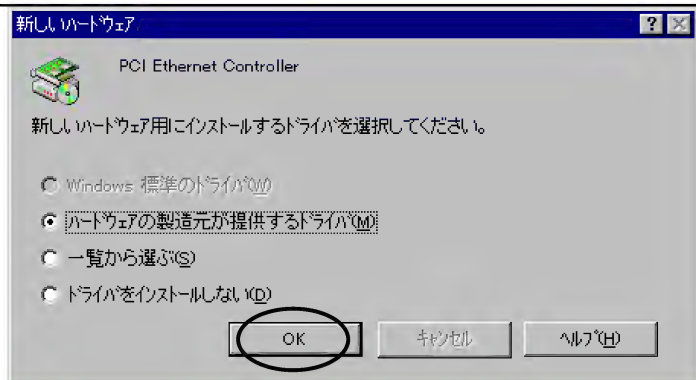 新しいハードウェア
PCI Ethernet Controller
新しいハードウェア用にインストールするドライバを選択してください。
Windows 標準のドライバ(W)
ハードウェアの製造元が提供するドライバ(M)
一覧から選ぶ(S)
ドライバをインストールしない(D)
OK キャンセル ヘルプ(H)